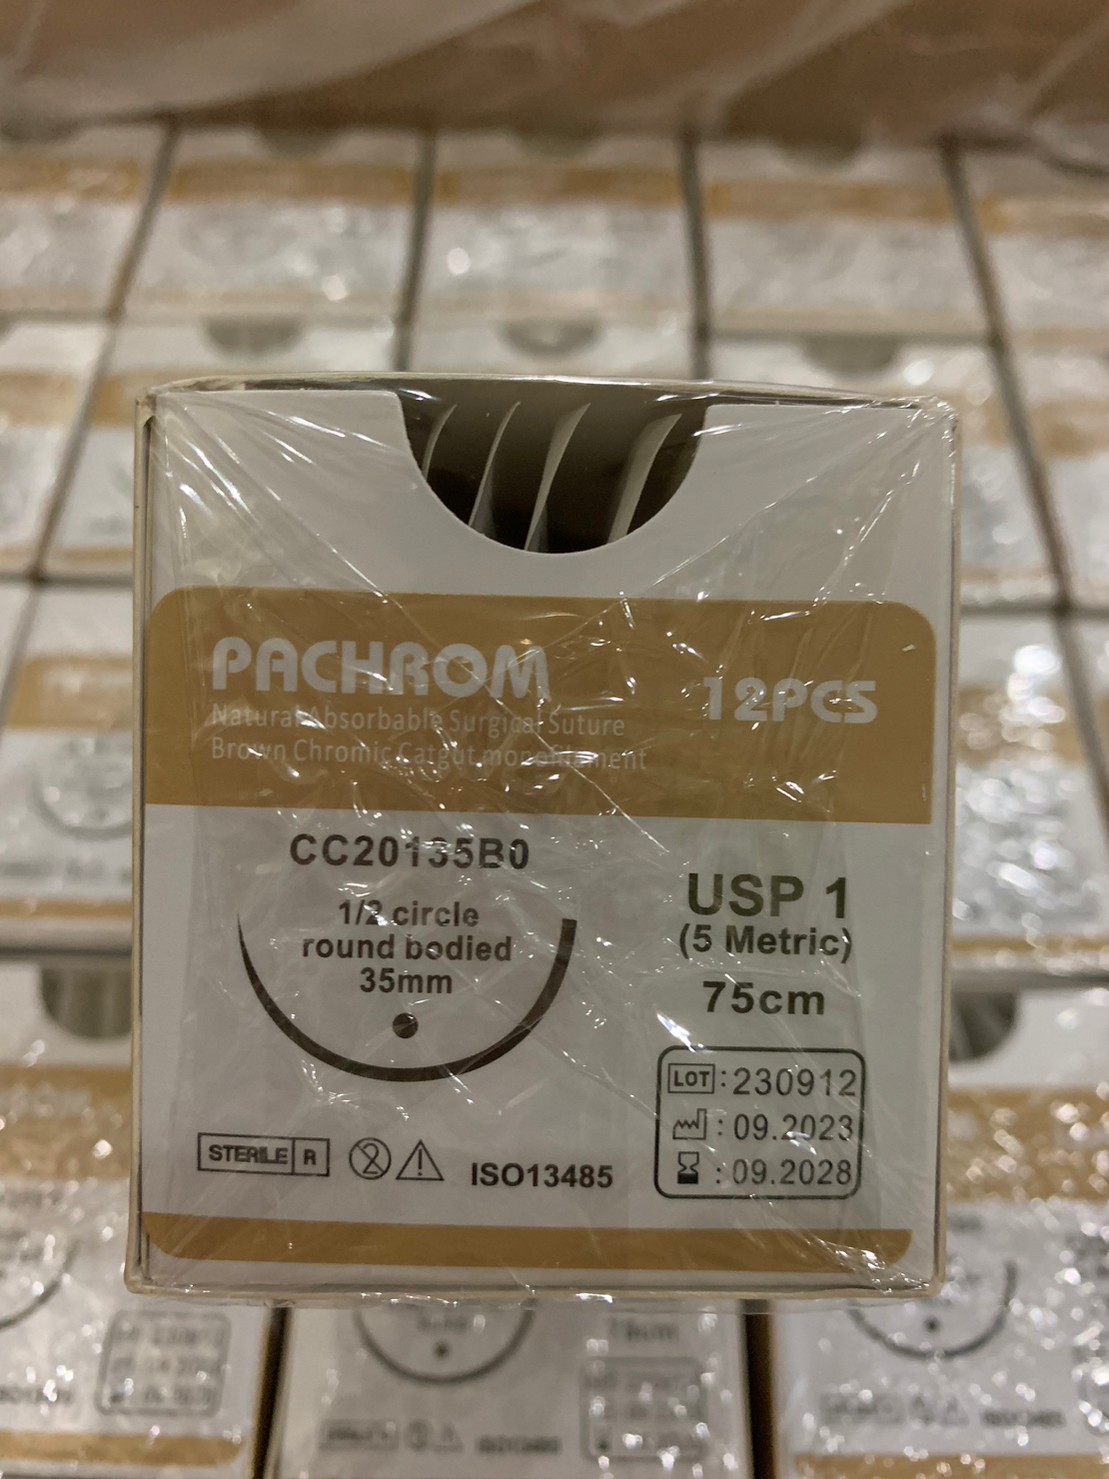 PACHROM
12PCS
Natural Absorbable Surgical Suture
Brown Chromic Catgut monofilament
CC20135B0
1/2 circle
round bodied
35mm
USP 1
(5 Metric)
75cm
LOT : 230912
: 09.2023
: 09.2028
STERILE R
2
ISO13485